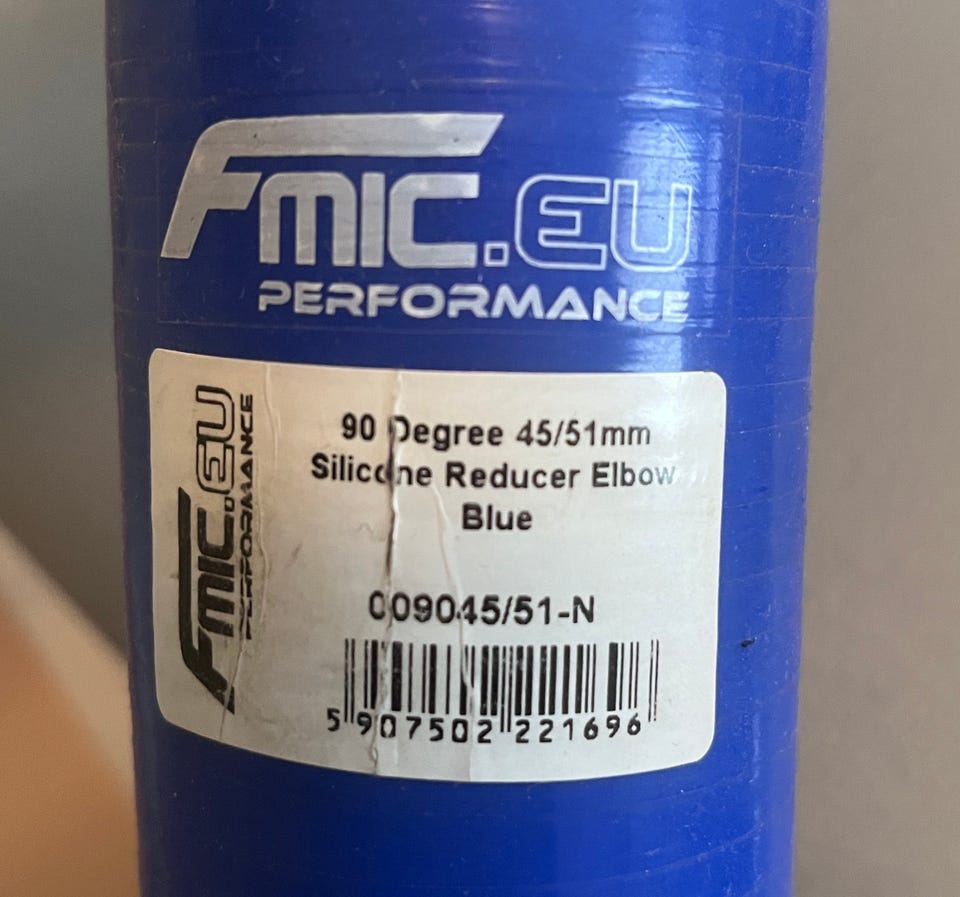 FMIC.EU
PERFORMANCE
FMIC.EU
PERFORMANCE
90 Degree 45/51mm
Silicone Reducer Elbow
Blue
009045/51-N
5 907502 221696